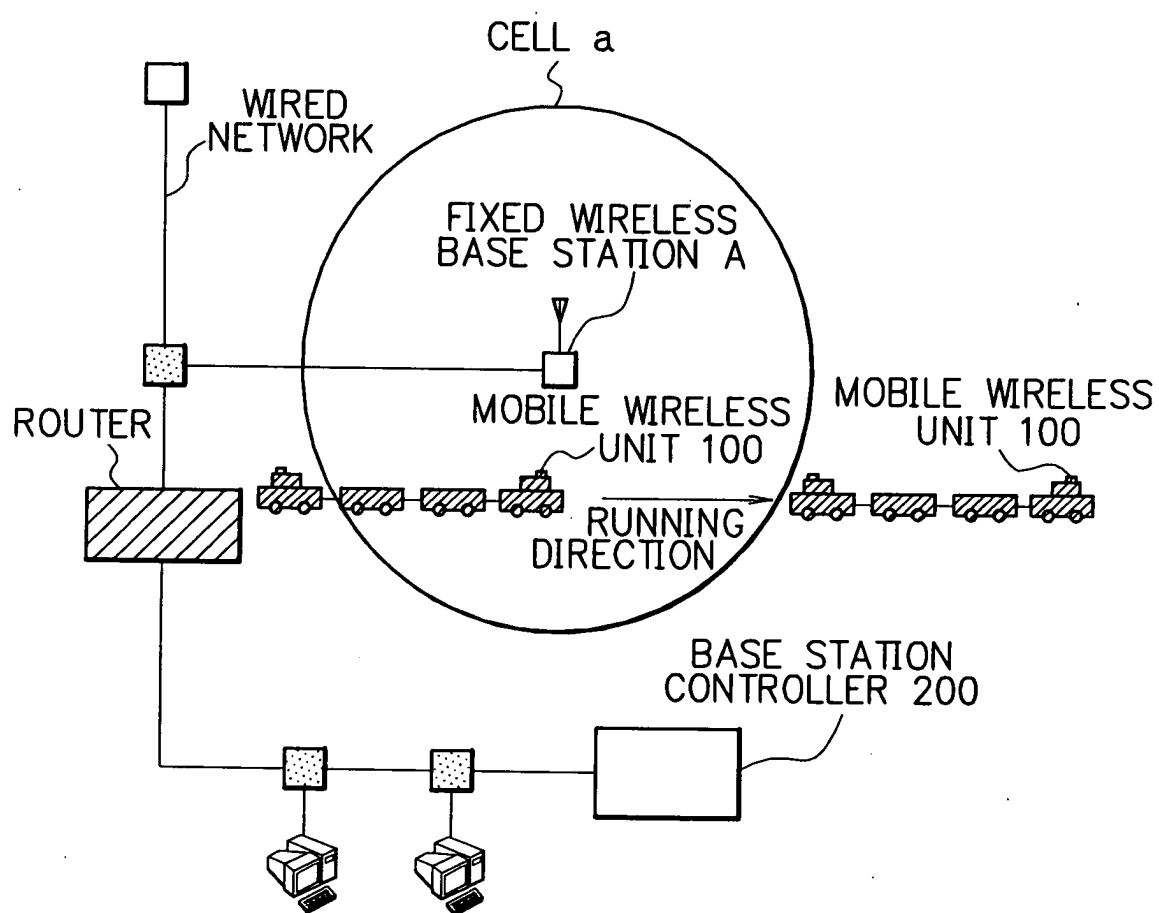 CELL a
WIRED
NETWORK
FIXED WIRELESS
BASE STATION A
ROUTER
MOBILE WIRELESS
UNIT 100
MOBILE WIRELESS
UNIT 100
RUNNING
DIRECTION
BASE STATION
CONTROLLER 200